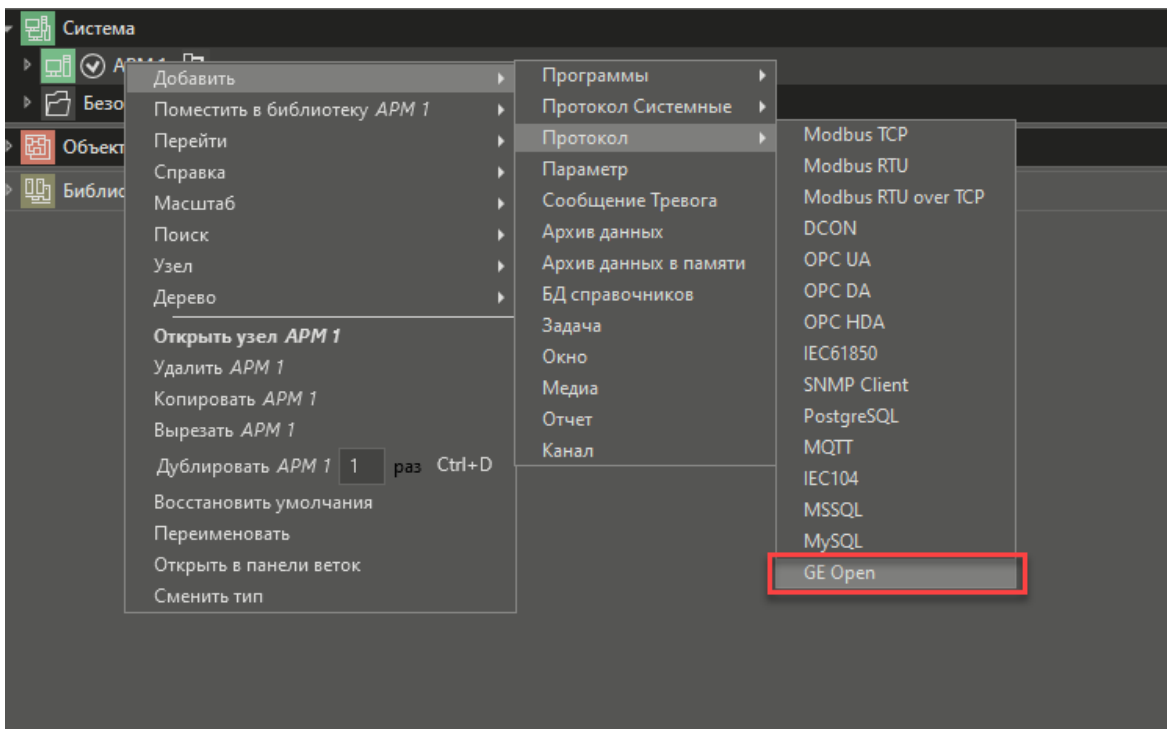 Система
Безо
Объект
Библис
Добавить
Поместить в библиотеку АРМ 1
Перейти
Справка
Масштаб
Поиск
Узел
Дерево
Открыть узел АРМ 1
Удалить АРМ 1
Копировать АРМ 1
Вырезать АРМ 1
Дублировать АРМ 1 1 раз Ctrl+D
Восстановить умолчания
Переименовать
Открыть в панели веток
Сменить тип
Программы
Протокол Системные
Протокол
Параметр
Сообщение Тревога
Архив данных
Архив данных в памяти
БД справочников
Задача
Окно
Медиа
Отчет
Канал
Modbus TCP
Modbus RTU
Modbus RTU over TCP
DCON
OPC UA
OPC DA
OPC HDA
IEC61850
SNMP Client
PostgreSQL
MQTT
IEC104
MSSQL
MySQL
GE Open